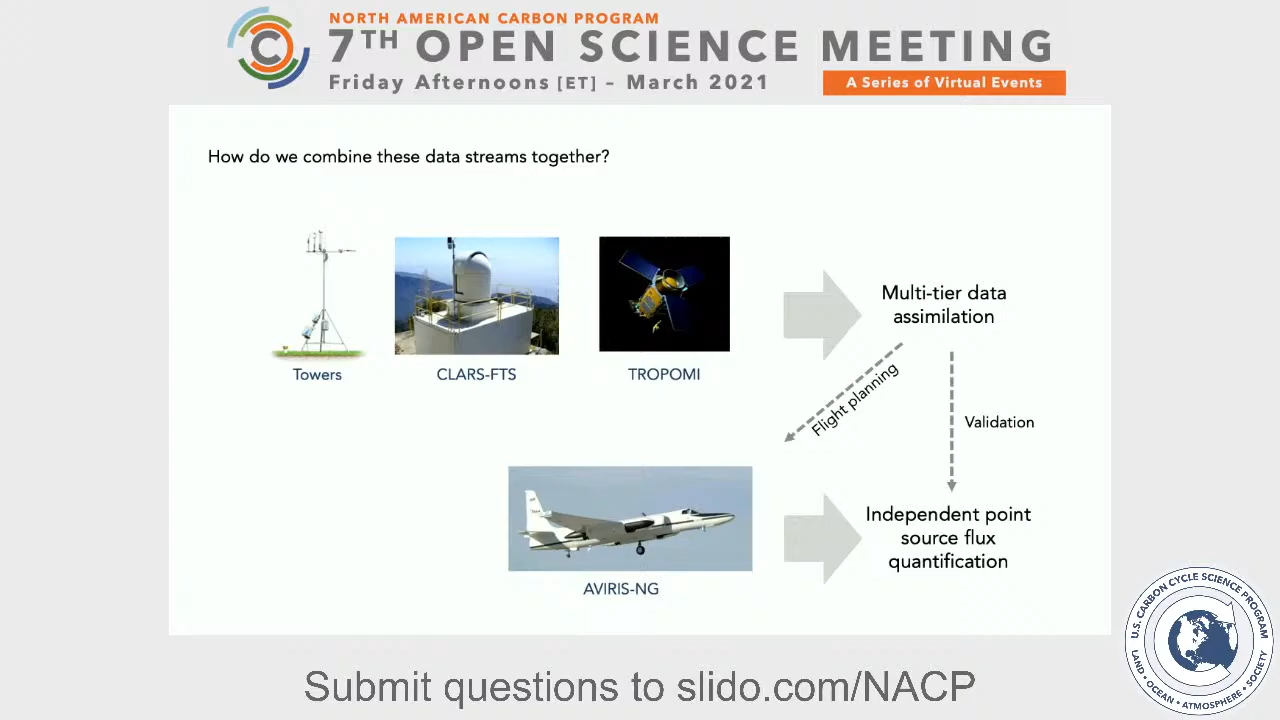 NORTH AMERICAN CARBON PROGRAM
7TH OPEN SCIENCE MEETING
Friday Afternoons [ET] – March 2021
A Series of Virtual Events
How do we combine these data streams together?
Towers
CLARS-FTS
TROPOMI
Multi-tier data
assimilation
Flight planning
Validation
AVIRIS-NG
Independent point
source flux
quantification
U.S. CARBON CYCLE SCIENCE PROGRAM
LAND • OCEAN • ATMOSPHERE • SOCIETY
Submit questions to slido.com/NACP